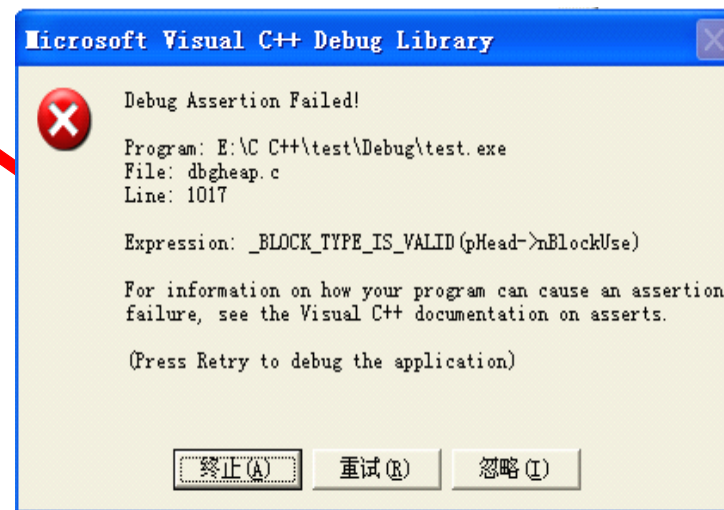 Microsoft Visual C++ Debug Library
Debug Assertion Failed!
Program: E:\C C++\test\Debug\test.exe
File: dbgheap.c
Line: 1017
Expression: _BLOCK_TYPE_IS_VALID(pHead->nBlockUse)
For information on how your program can cause an assertion
failure, see the Visual C++ documentation on asserts.
(Press Retry to debug the application)
终止(A) 重试(R) 忽略(I)